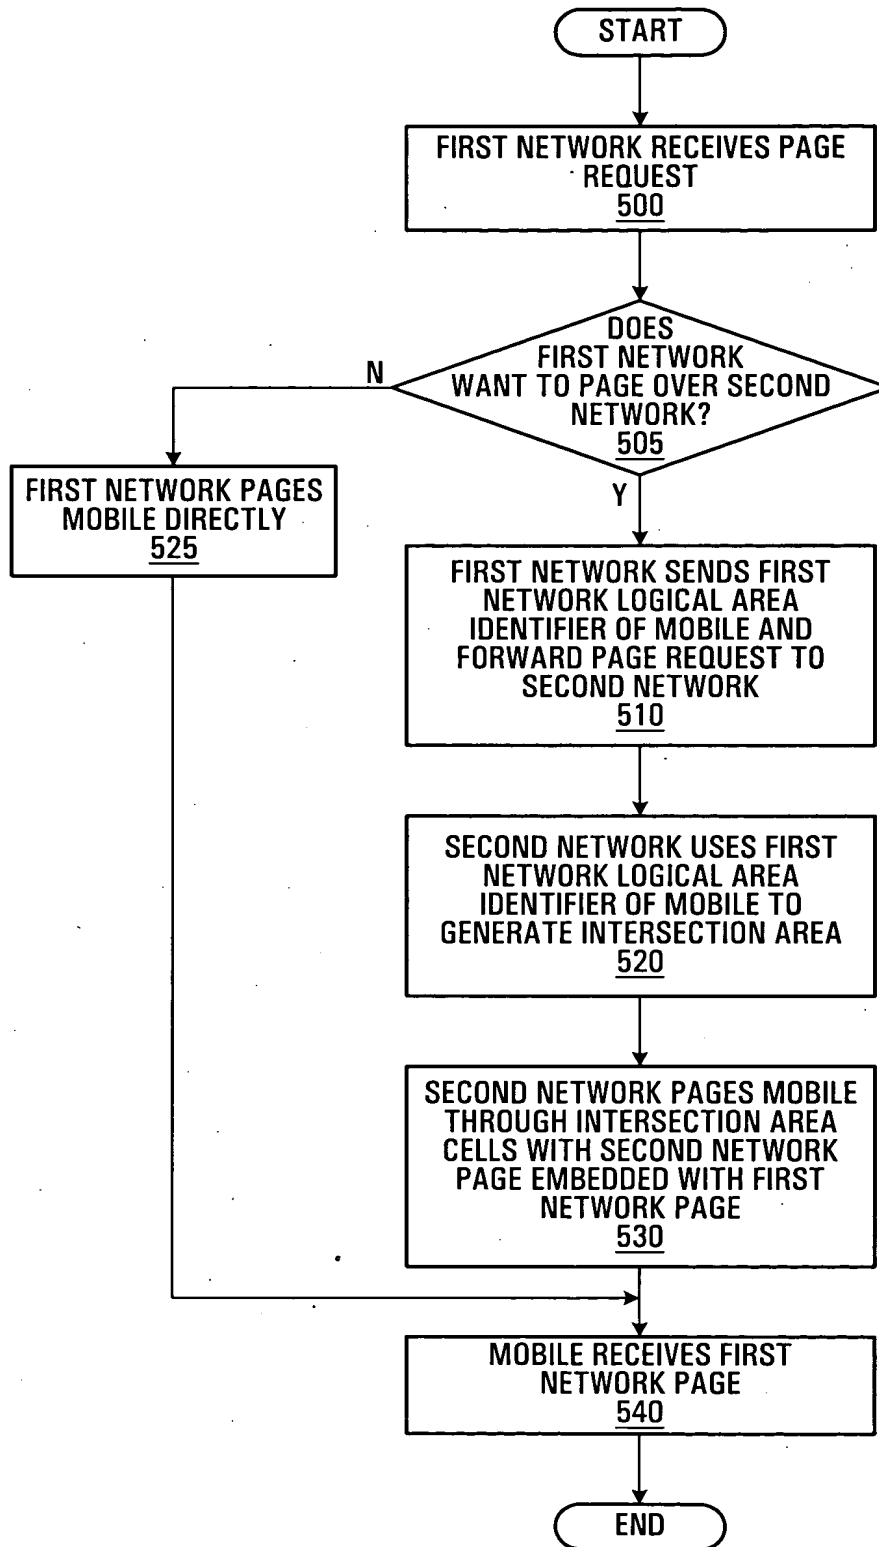 START
FIRST NETWORK RECEIVES PAGE
REQUEST
500
DOES
FIRST NETWORK
WANT TO PAGE OVER SECOND
NETWORK?
505
N
Y
FIRST NETWORK PAGES
MOBILE DIRECTLY
525
FIRST NETWORK SENDS FIRST
NETWORK LOGICAL AREA
IDENTIFIER OF MOBILE AND
FORWARD PAGE REQUEST TO
SECOND NETWORK
510
SECOND NETWORK USES FIRST
NETWORK LOGICAL AREA
IDENTIFIER OF MOBILE TO
GENERATE INTERSECTION AREA
520
SECOND NETWORK PAGES MOBILE
THROUGH INTERSECTION AREA
CELLS WITH SECOND NETWORK
PAGE EMBEDDED WITH FIRST
NETWORK PAGE
530
MOBILE RECEIVES FIRST
NETWORK PAGE
540
END